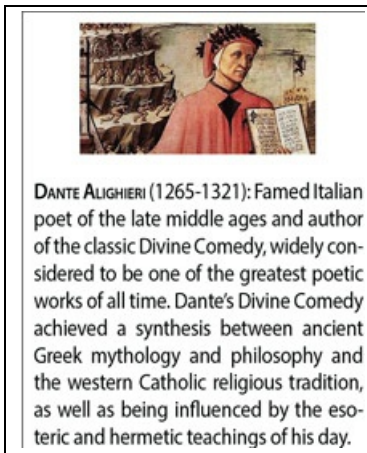 DANTE ALIGHIERI (1265-1321): Famed Italian
poet of the late middle ages and author
of the classic Divine Comedy, widely con-
sidered to be one of the greatest poetic
works of all time. Dante’s Divine Comedy
achieved a synthesis between ancient
Greek mythology and philosophy and
the western Catholic religious tradition,
as well as being influenced by the eso-
teric and hermetic teachings of his day.